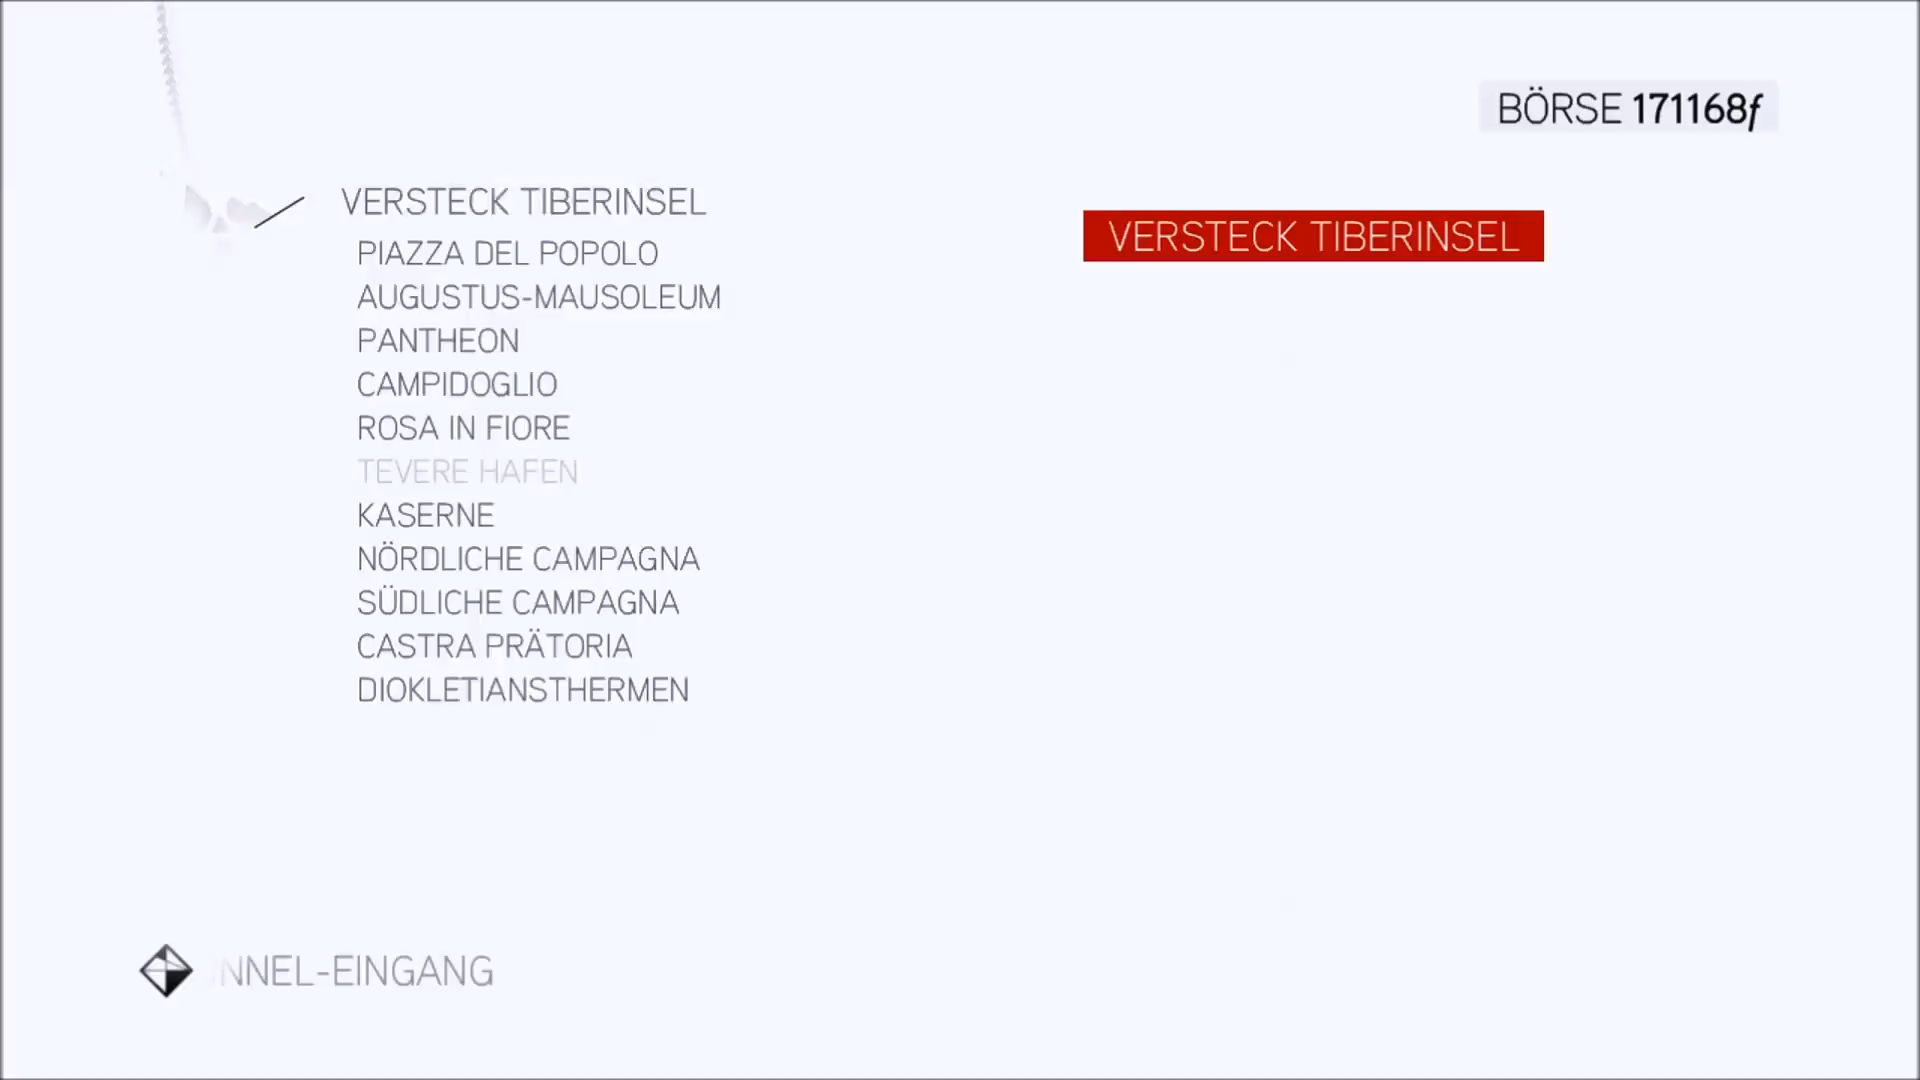 BÖRSE 171168f
VERSTECK TIBERINSEL
VERSTECK TIBERINSEL
PIAZZA DEL POPOLO
AUGUSTUS-MAUSOLEUM
PANTHEON
CAMPIDOGLIO
ROSA IN FIORE
TEVERE HAFEN
KASERNE
NÖRDLICHE CAMPAGNA
SÜDLICHE CAMPAGNA
CASTRA PRÄTORIA
DIOKLETIANSTHERMEN
NNEL-EINGANG